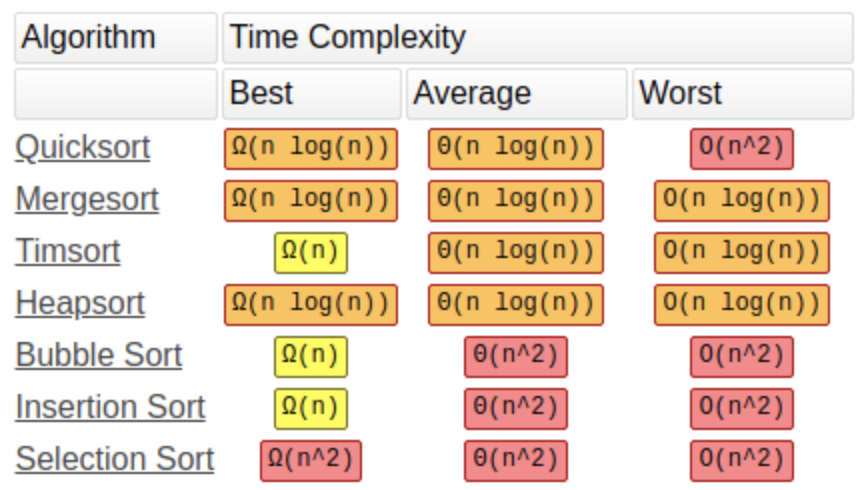 Algorithm Time Complexity
Best Average Worst
Quicksort Ω(n log(n)) Θ(n log(n)) O(n^2)
Mergesort Ω(n log(n)) Θ(n log(n)) O(n log(n))
Timsort Ω(n) Θ(n log(n)) O(n log(n))
Heapsort Ω(n log(n)) Θ(n log(n)) O(n log(n))
Bubble Sort Ω(n) Θ(n^2) O(n^2)
Insertion Sort Ω(n) Θ(n^2) O(n^2)
Selection Sort Ω(n^2) Θ(n^2) O(n^2)